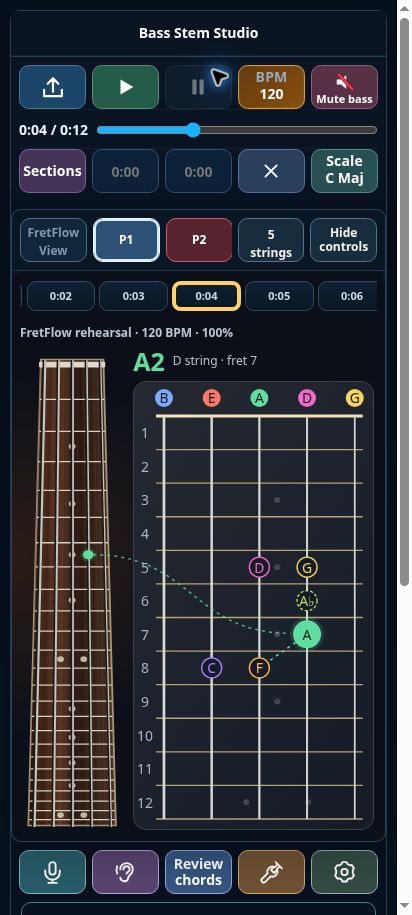 Bass Stem Studio
BPM
120
Mute bass
0:04 / 0:12
Sections
0:00
0:00
Scale
C Maj
FretFlow
View
P1
P2
5
strings
Hide
controls
0:02
0:03
0:04
0:05
0:06
FretFlow rehearsal · 120 BPM · 100%
A2 D string · fret 7
B E A D G
1
2
3
4
5 D G
6 A♭
7 A
8 C F
9
10
11
12
Review
chords